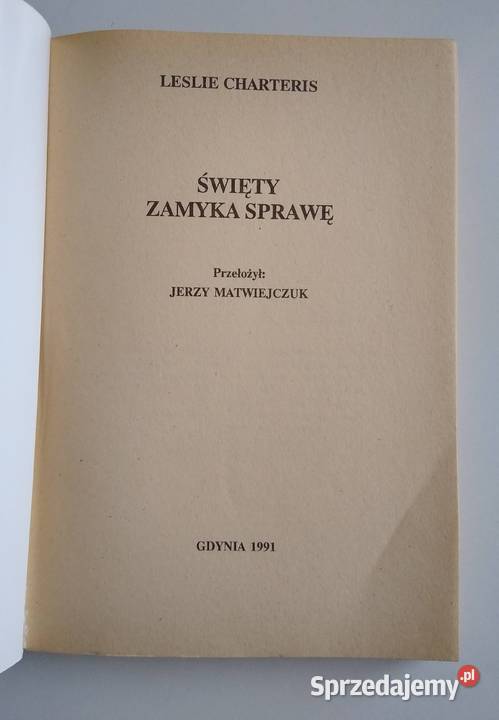 LESLIE CHARTERIS
ŚWIĘTY
ZAMYKA SPRAWĘ
Przełożył:
JERZY MATWIEJCZUK
GDYNIA 1991
Sprzedajemy.pl